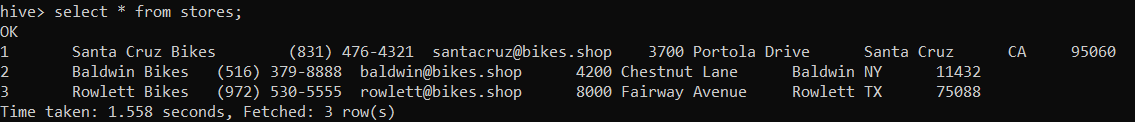 hive> select * from stores;
OK
1 Santa Cruz Bikes (831) 476-4321 santacruz@bikes.shop 3700 Portola Drive Santa Cruz CA 95060
2 Baldwin Bikes (516) 379-8888 baldwin@bikes.shop 4200 Chestnut Lane Baldwin NY 11432
3 Rowlett Bikes (972) 530-5555 rowlett@bikes.shop 8000 Fairway Avenue Rowlett TX 75088
Time taken: 1.558 seconds, Fetched: 3 row(s)